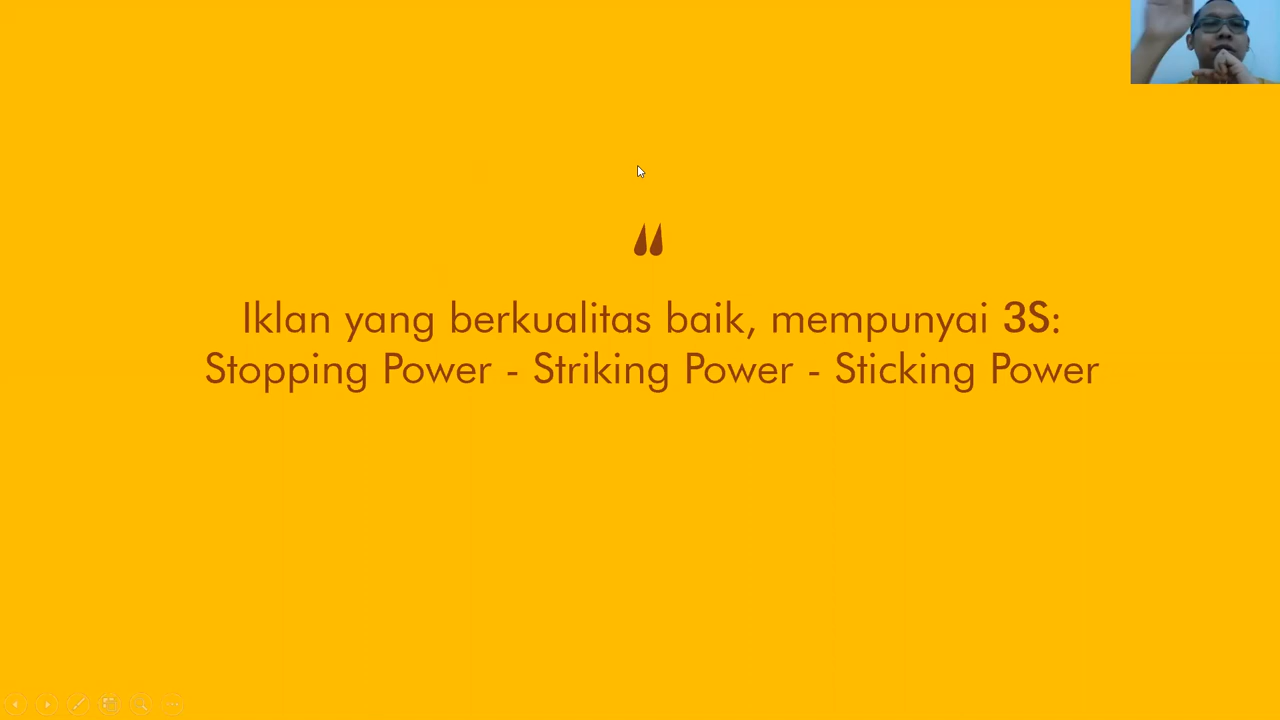 “
Iklan yang berkualitas baik, mempunyai 3S:
Stopping Power - Striking Power - Sticking Power